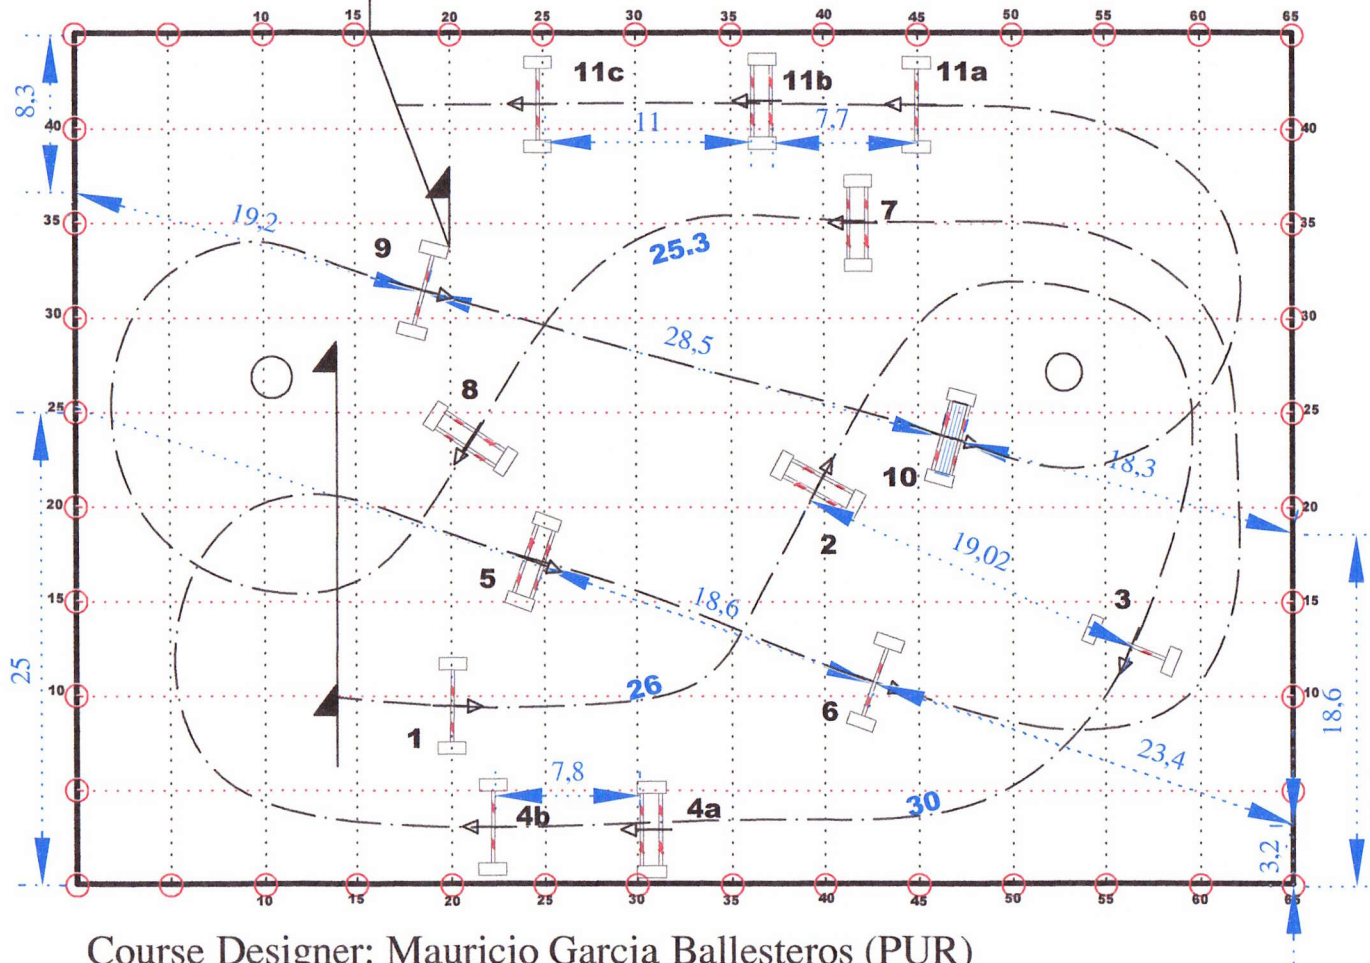 10 15 20 25 30 35 40 45 50 55 60 65
11c 11b 11a
8,3
40 11 7,7 40
35 19,2 9 25.3 7 35
30 28,5 30
8
25 10 18,3 25
20 2 19,02 20
5 18,6 3
15 15
25 10 1 26 6 10 18,6
23,4
7,8
4b 4a 30 3,2
10 15 20 25 30 35 40 45 50 55 60 65
Course Designer: Mauricio Garcia Ballesteros (PUR)